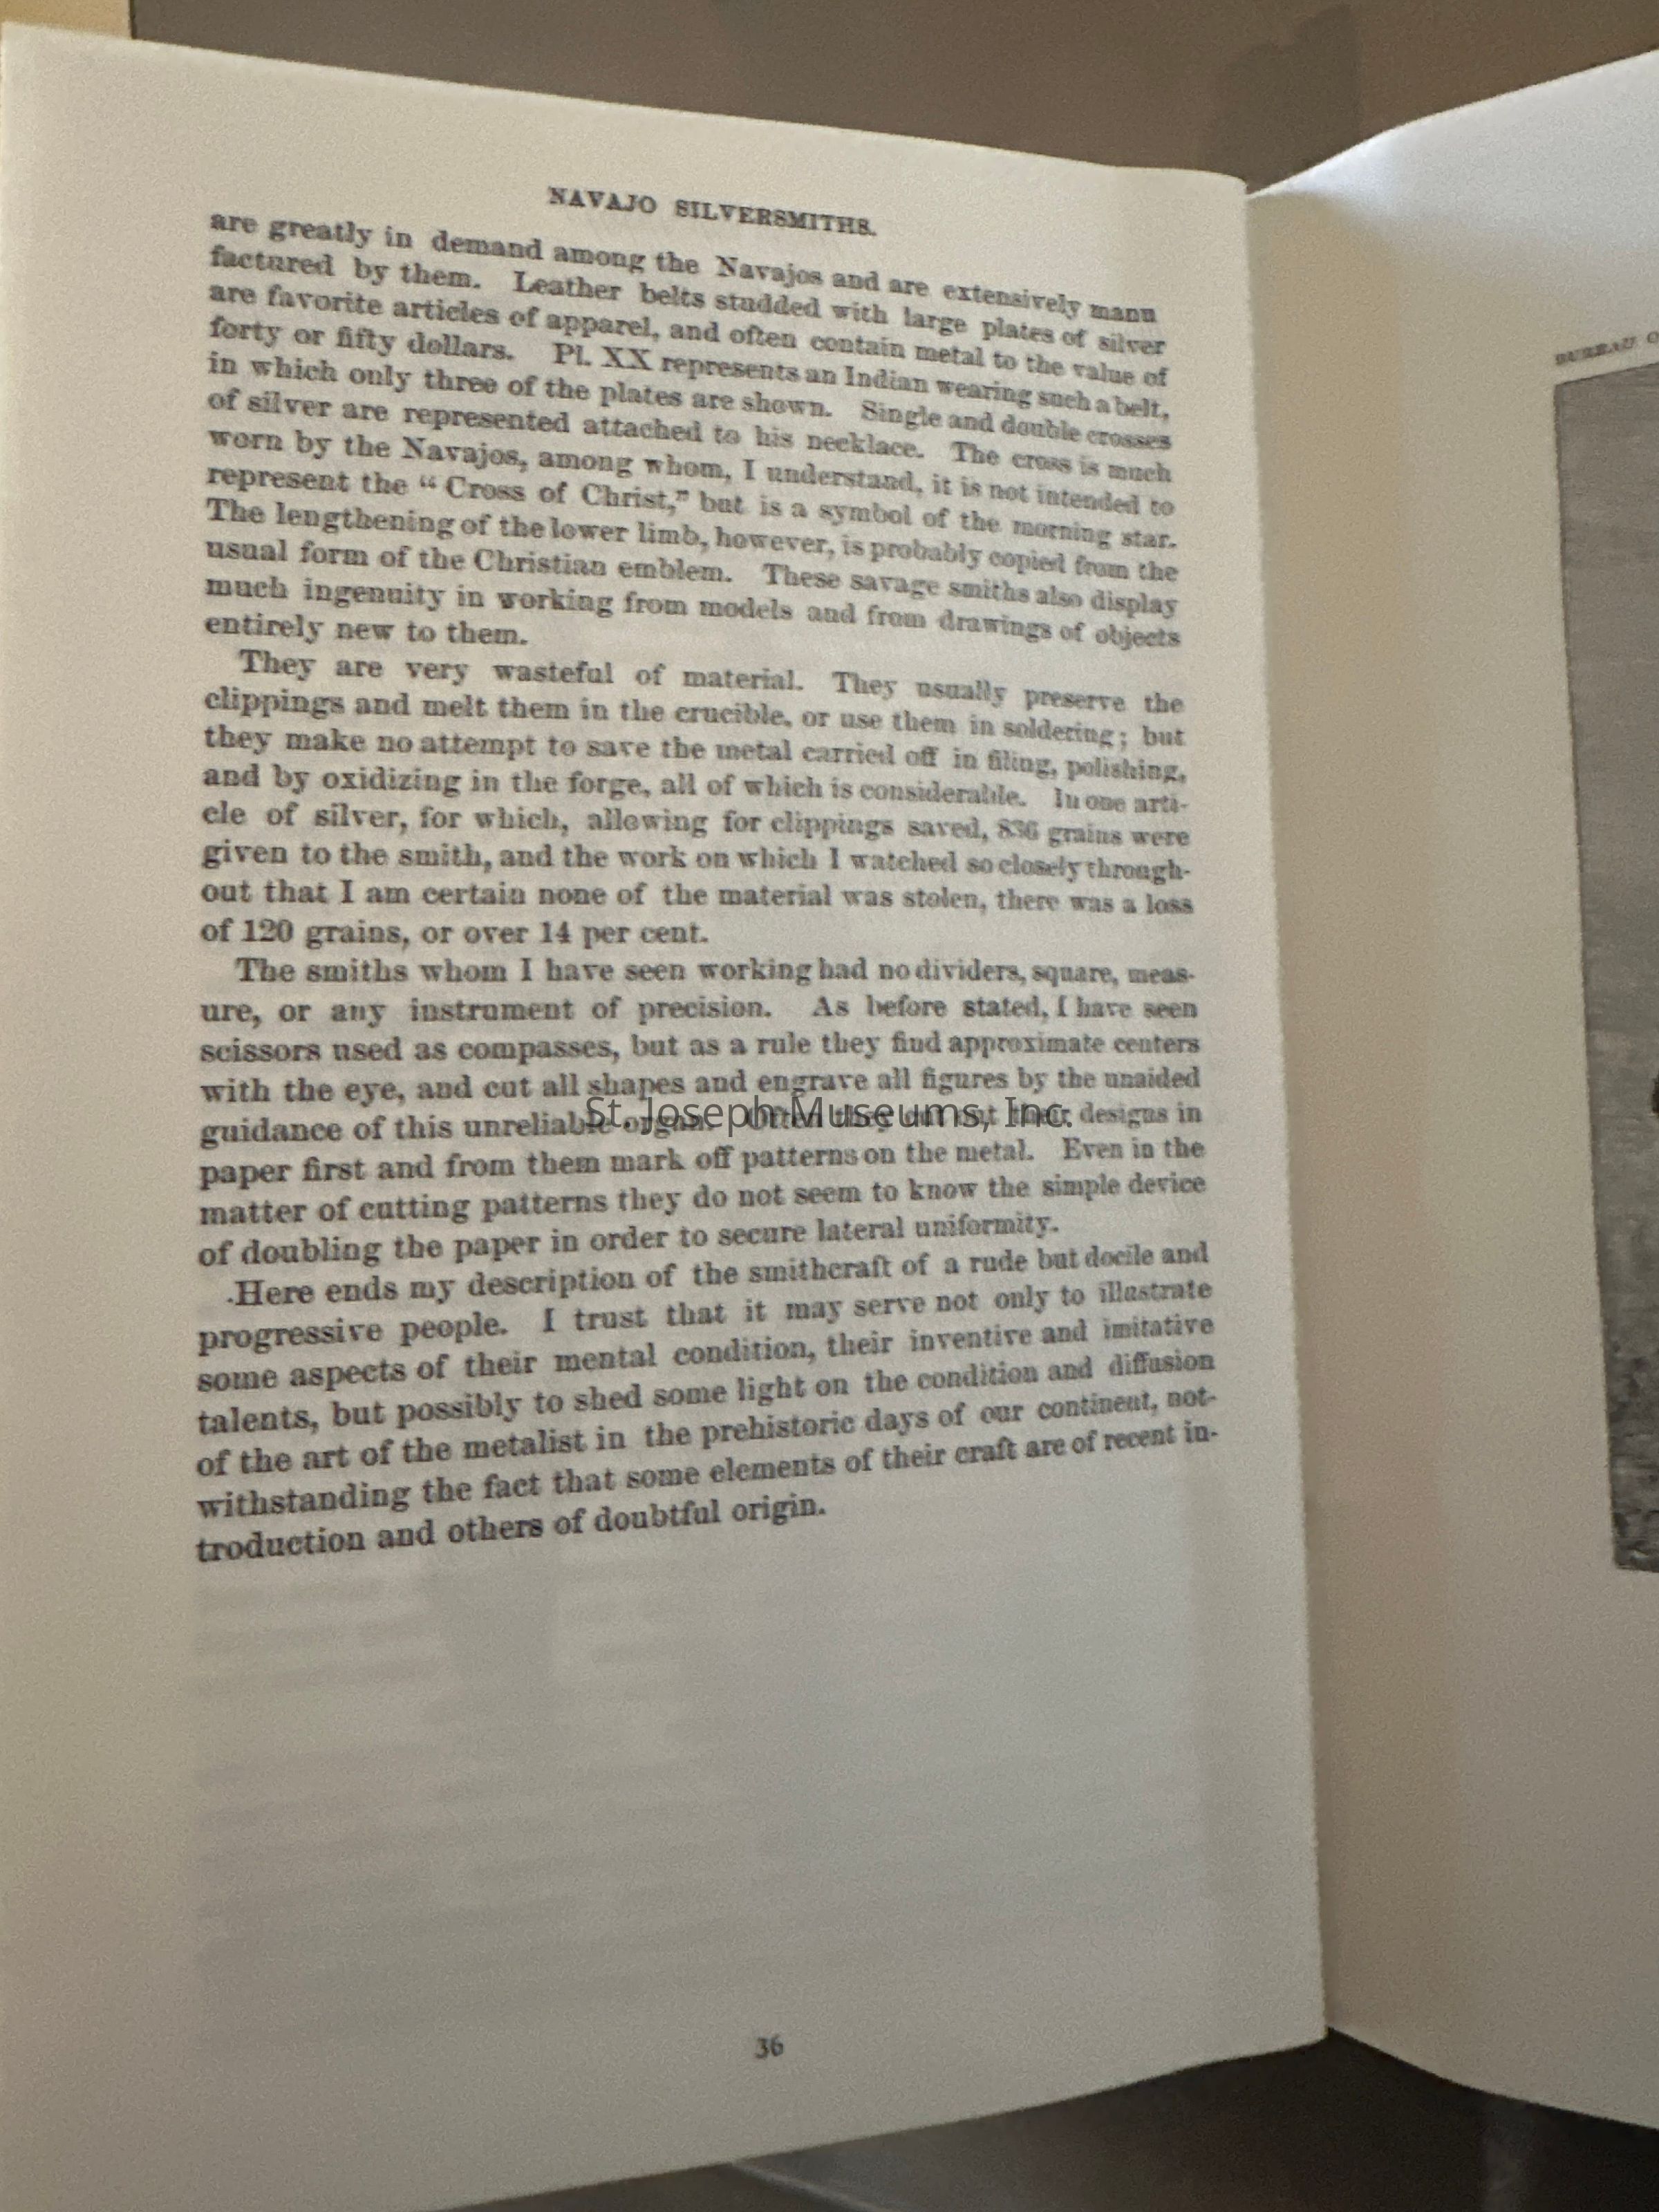 NAVAJO SILVERSMITHS.
are greatly in demand among the Navajos and are extensively manu
factured by them. Leather belts studded with large plates of silver
are favorite articles of apparel, and often contain metal to the value of
forty or fifty dollars. Pl. XX represents an Indian wearing such a belt,
in which only three of the plates are shown. Single and double crosses
of silver are represented attached to his necklace. The cross is much
worn by the Navajos, among whom, I understand, it is not intended to
represent the "Cross of Christ," but is a symbol of the morning star.
The lengthening of the lower limb, however, is probably copied from the
usual form of the Christian emblem. These savage smiths also display
much ingenuity in working from models and from drawings of objects
entirely new to them.
They are very wasteful of material. They usually preserve the
clippings and melt them in the crucible, or use them in soldering; but
they make no attempt to save the metal carried off in filing, polishing,
and by oxidizing in the forge, all of which is considerable. In one arti-
cle of silver, for which, allowing for clippings saved, 836 grains were
given to the smith, and the work on which I watched so closely through-
out that I am certain none of the material was stolen, there was a loss
of 120 grains, or over 14 per cent.
The smiths whom I have seen working had no dividers, square, meas-
ure, or any instrument of precision. As before stated, I have seen
scissors used as compasses, but as a rule they find approximate centers
with the eye, and cut all shapes and engrave all figures by the unaided
guidance of this unreliable organ. Often they cut out their designs in
St. Joseph Museums, Inc.
paper first and from them mark off patterns on the metal. Even in the
matter of cutting patterns they do not seem to know the simple device
of doubling the paper in order to secure lateral uniformity.
.Here ends my description of the smithcraft of a rude but docile and
progressive people. I trust that it may serve not only to illustrate
some aspects of their mental condition, their inventive and imitative
talents, but possibly to shed some light on the condition and diffusion
of the art of the metalist in the prehistoric days of our continent, not-
withstanding the fact that some elements of their craft are of recent in-
troduction and others of doubtful origin.
36
BUREAU